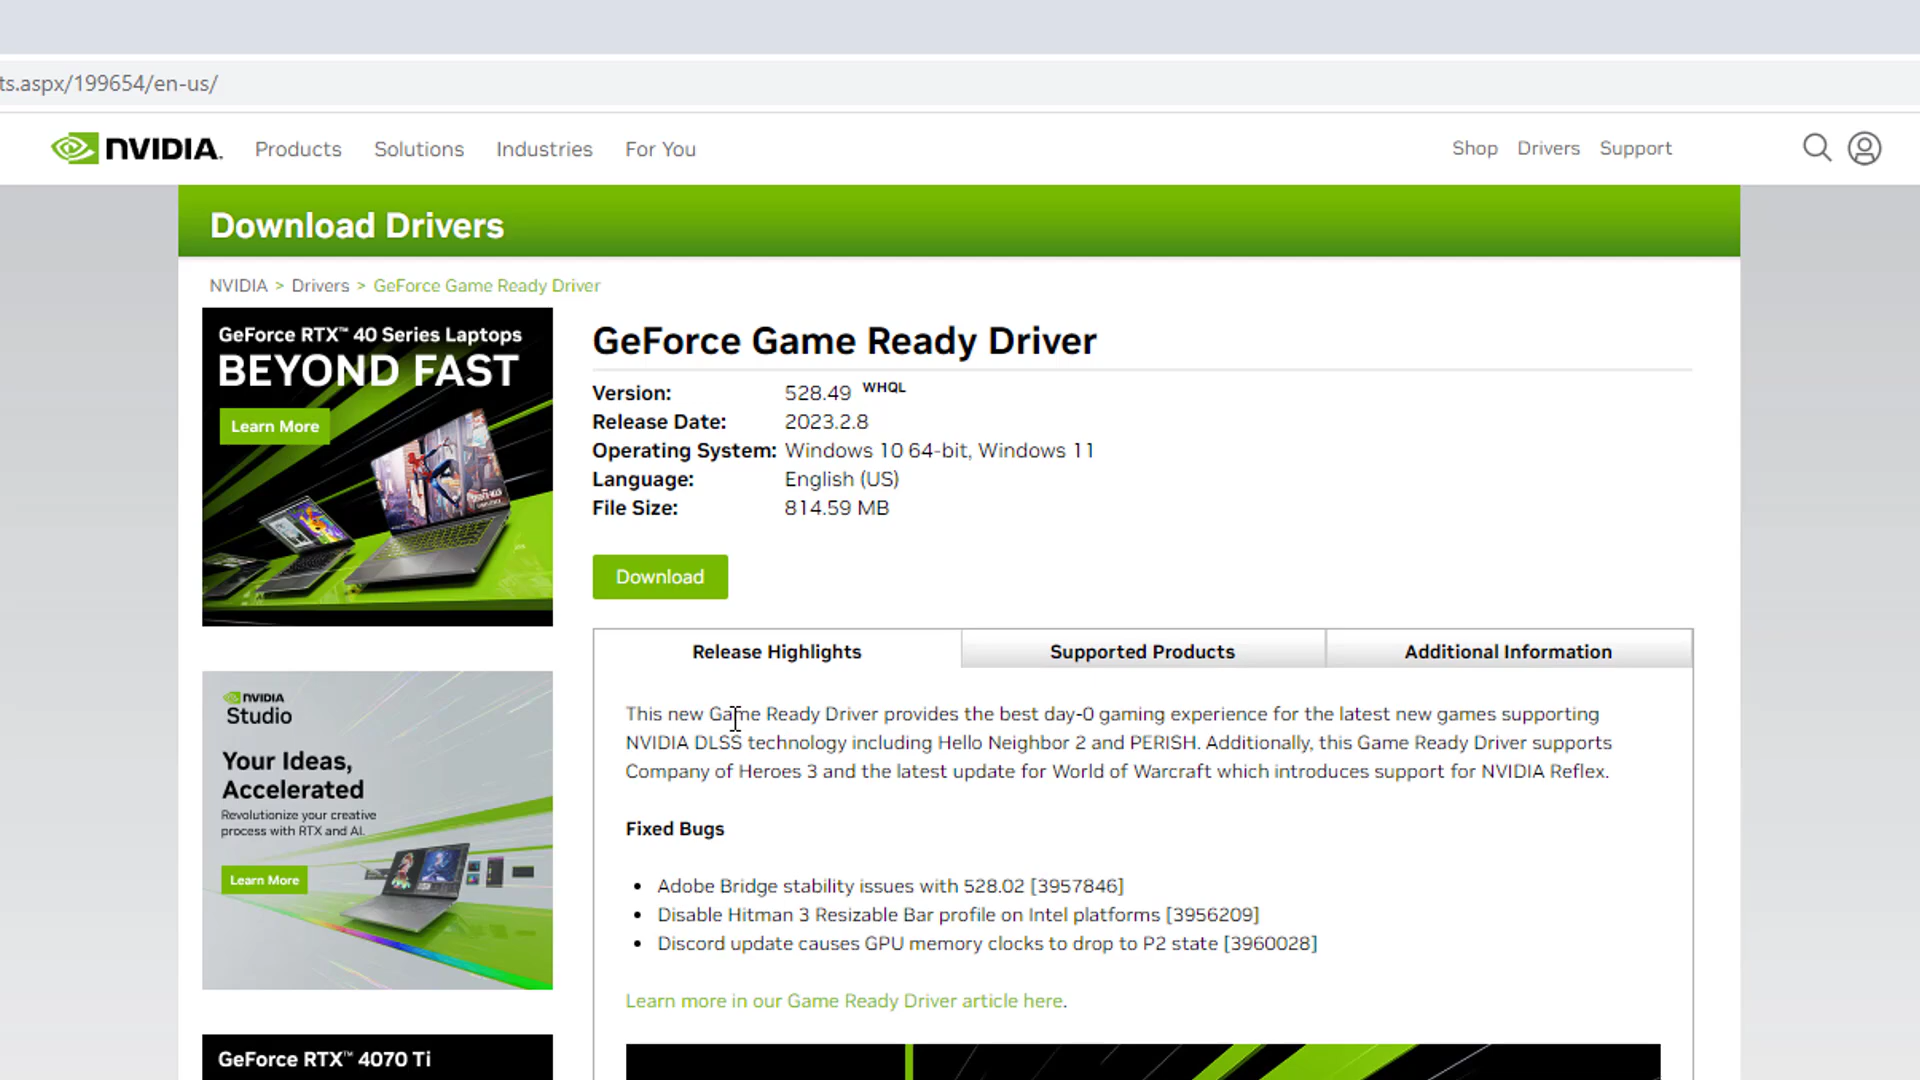 ts.aspx/199654/en-us/
NVIDIA.
Products
Solutions
Industries
For You
Shop
Drivers
Support
Download Drivers
NVIDIA > Drivers > GeForce Game Ready Driver
GeForce RTX™ 40 Series Laptops
BEYOND FAST
Learn More
NVIDIA
Studio
Your Ideas,
Accelerated
Revolutionize your creative
process with RTX and AI.
Learn More
GeForce RTX™ 4070 Ti
GeForce Game Ready Driver
Version: 528.49 WHQL
Release Date: 2023.2.8
Operating System: Windows 10 64-bit, Windows 11
Language: English (US)
File Size: 814.59 MB
Download
Release Highlights
Supported Products
Additional Information
This new Game Ready Driver provides the best day-0 gaming experience for the latest new games supporting
NVIDIA DLSS technology including Hello Neighbor 2 and PERISH. Additionally, this Game Ready Driver supports
Company of Heroes 3 and the latest update for World of Warcraft which introduces support for NVIDIA Reflex.
Fixed Bugs
• Adobe Bridge stability issues with 528.02 [3957846]
• Disable Hitman 3 Resizable Bar profile on Intel platforms [3956209]
• Discord update causes GPU memory clocks to drop to P2 state [3960028]
Learn more in our Game Ready Driver article here.